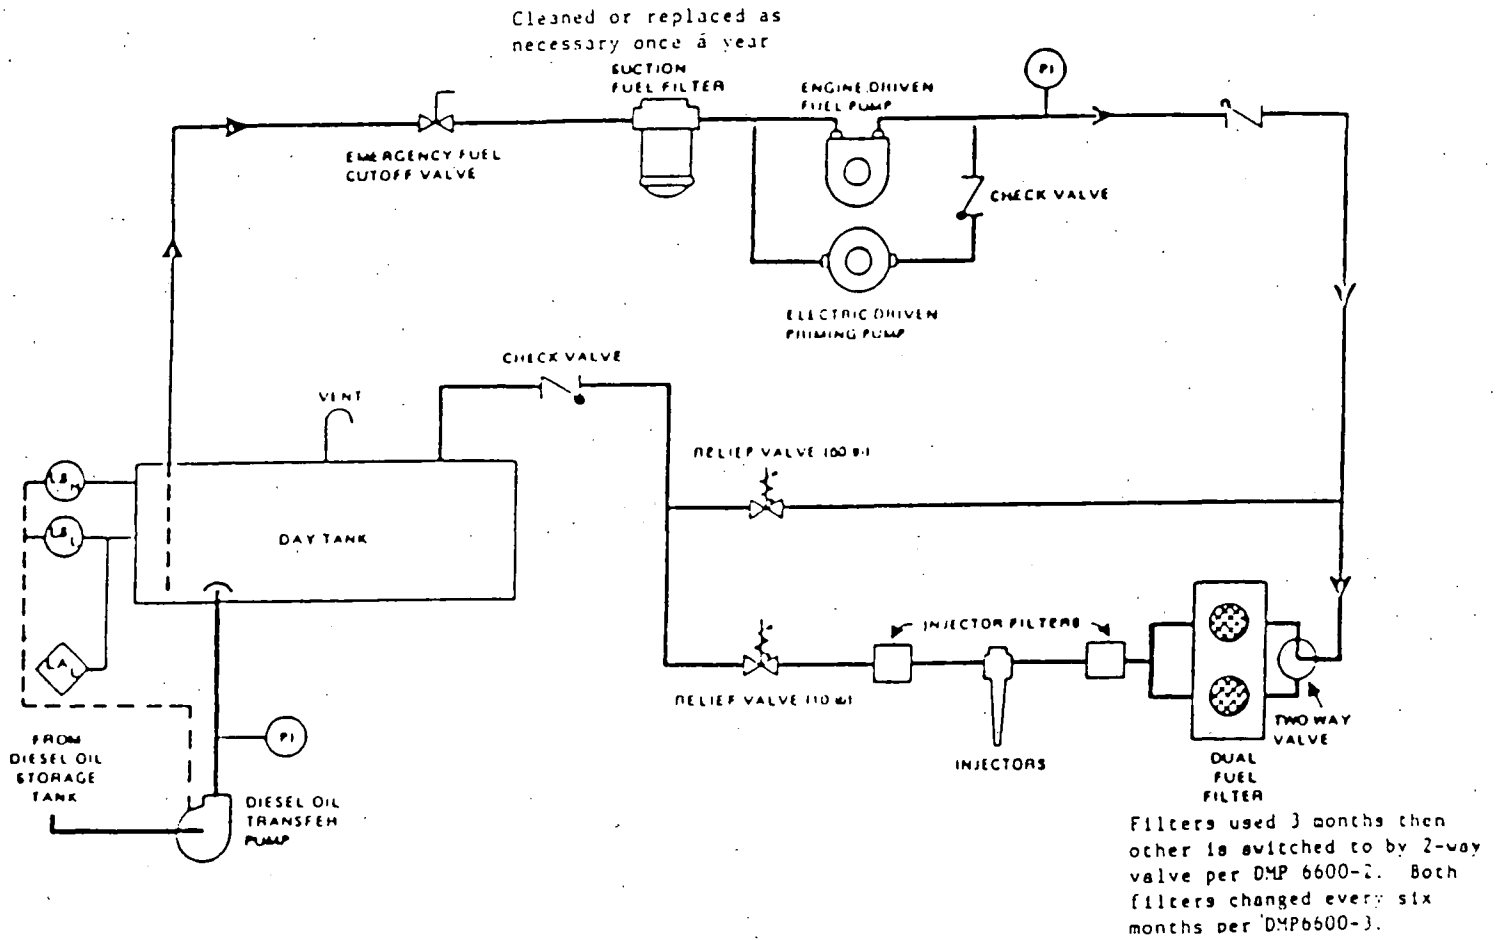 Cleaned or replaced as
necessary once a year
SUCTION
FUEL FILTER
ENGINE DRIVEN
FUEL PUMP
PI
EMERGENCY FUEL
CUTOFF VALVE
CHECK VALVE
ELECTRIC DRIVEN
PRIMING PUMP
CHECK VALVE
VENT
RELIEF VALVE
LS
LS L
DAY TANK
INJECTOR FILTERS
LA L
RELIEF VALVE
TWO WAY
VALVE
PI
FROM
DIESEL OIL
STORAGE
TANK
INJECTORS
DUAL
FUEL
FILTER
DIESEL OIL
TRANSFER
PUMP
Filters used 3 months then
other is switched to by 2-way
valve per DMP 6600-2. Both
filters changed every six
months per DMP6600-3.